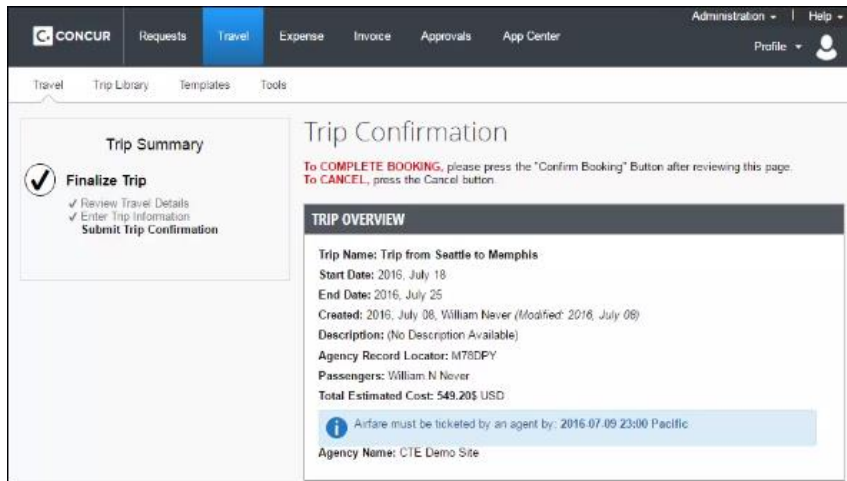 Administration | Help
C. CONCUR Requests Travel Expense Invoice Approvals App Center
Profile
Travel Trip Library Templates Tools
Trip Summary
Finalize Trip
✓ Review Travel Details
✓ Enter Trip Information
Submit Trip Confirmation
Trip Confirmation
To COMPLETE BOOKING, please press the "Confirm Booking" Button after reviewing this page.
To CANCEL, press the Cancel button.
TRIP OVERVIEW
Trip Name: Trip from Seattle to Memphis
Start Date: 2016, July 18
End Date: 2016, July 25
Created: 2016, July 08, William Never (Modified: 2016, July 08)
Description: (No Description Available)
Agency Record Locator: M78DPY
Passengers: William N Never
Total Estimated Cost: 549.20$ USD
Airfare must be ticketed by an agent by: 2016-07-09 23:00 Pacific
Agency Name: CTE Demo Site